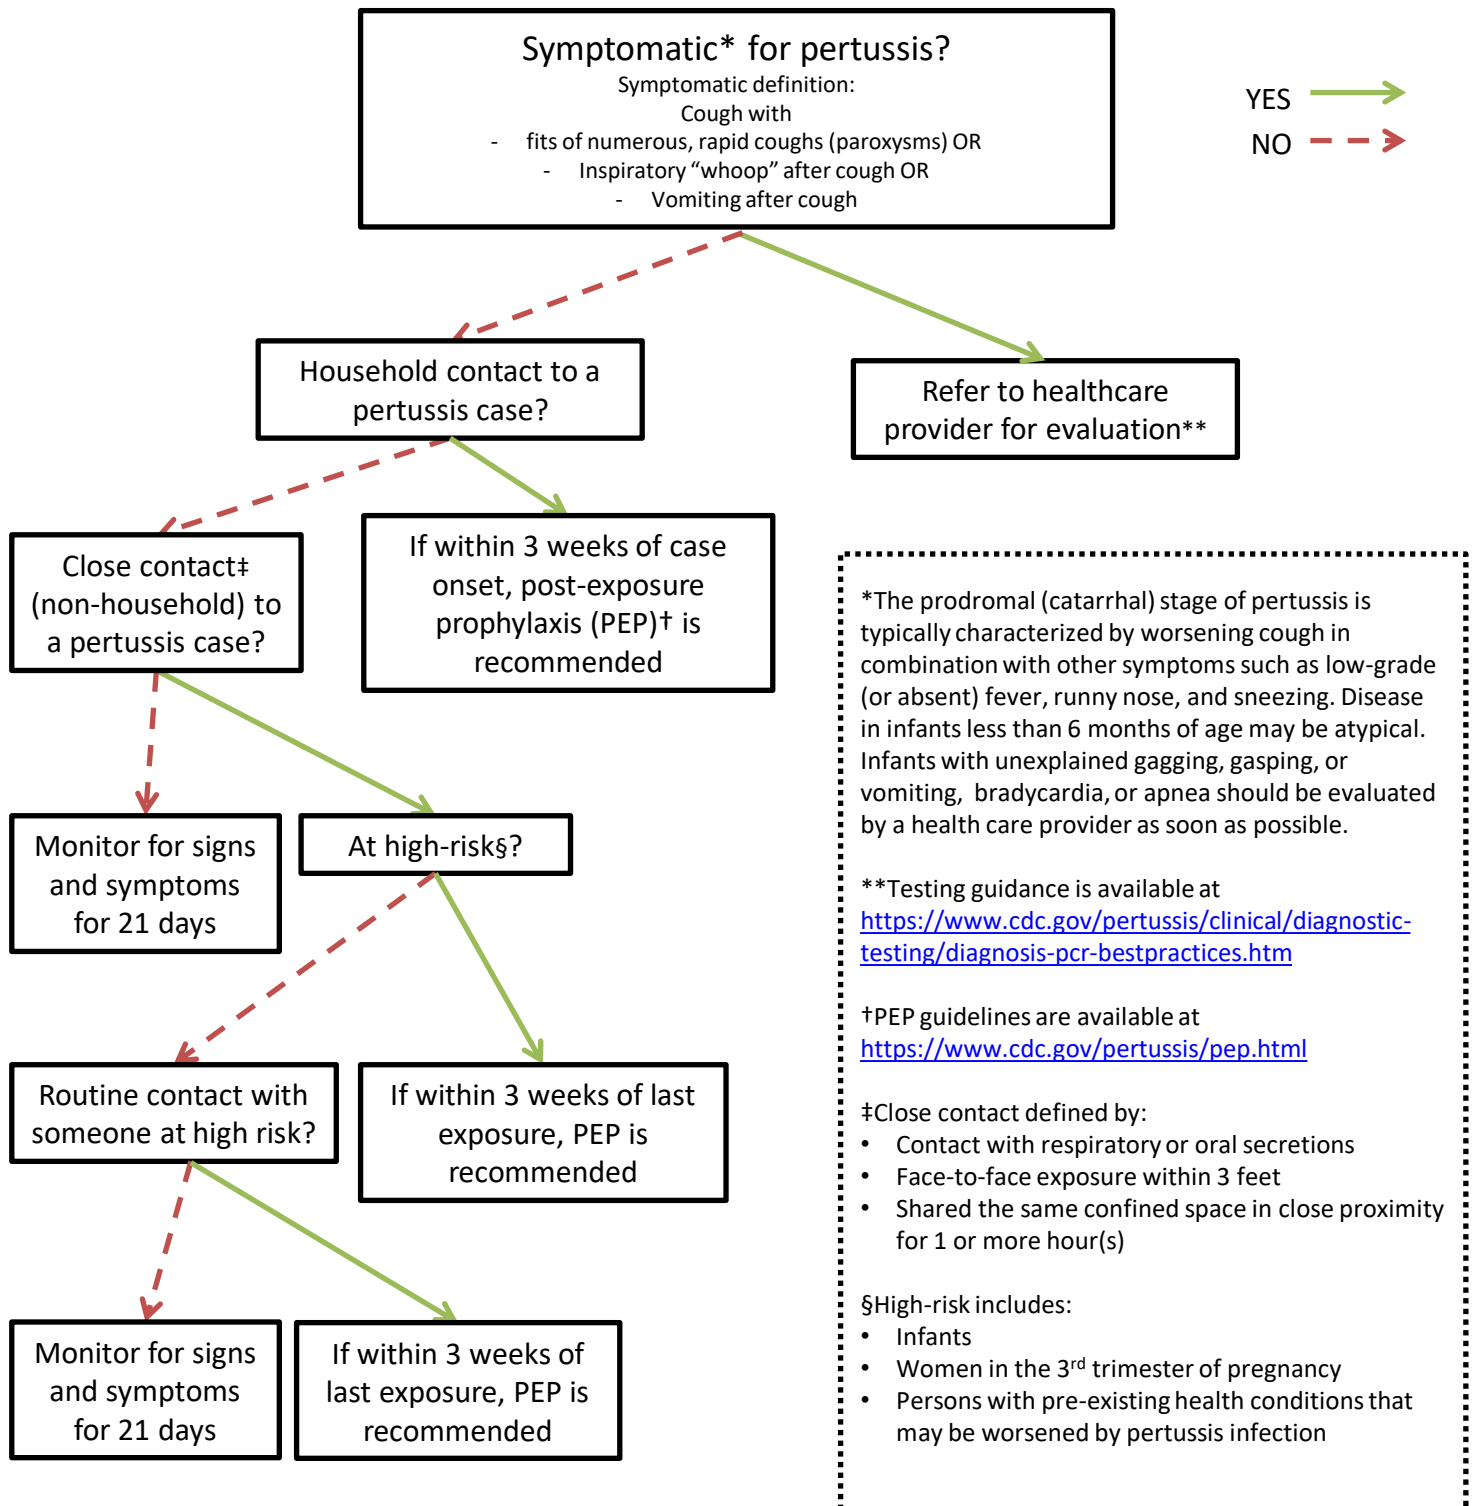 Symptomatic* for pertussis?
Symptomatic definition:
Cough with
- fits of numerous, rapid coughs (paroxysms) OR
- Inspiratory “whoop” after cough OR
- Vomiting after cough
YES
NO
Household contact to a
pertussis case?
Refer to healthcare
provider for evaluation**
Close contact‡
(non-household) to
a pertussis case?
If within 3 weeks of case
onset, post-exposure
prophylaxis (PEP)† is
recommended
Monitor for signs
and symptoms
for 21 days
At high-risk§?
Routine contact with
someone at high risk?
If within 3 weeks of last
exposure, PEP is
recommended
Monitor for signs
and symptoms
for 21 days
If within 3 weeks of
last exposure, PEP is
recommended
*The prodromal (catarrhal) stage of pertussis is
typically characterized by worsening cough in
combination with other symptoms such as low-grade
(or absent) fever, runny nose, and sneezing. Disease
in infants less than 6 months of age may be atypical.
Infants with unexplained gagging, gasping, or
vomiting, bradycardia, or apnea should be evaluated
by a health care provider as soon as possible.
**Testing guidance is available at
https://www.cdc.gov/pertussis/clinical/diagnostic-
testing/diagnosis-pcr-bestpractices.htm
†PEP guidelines are available at
https://www.cdc.gov/pertussis/pep.html
‡Close contact defined by:
• Contact with respiratory or oral secretions
• Face-to-face exposure within 3 feet
• Shared the same confined space in close proximity
for 1 or more hour(s)
§High-risk includes:
• Infants
• Women in the 3rd trimester of pregnancy
• Persons with pre-existing health conditions that
may be worsened by pertussis infection